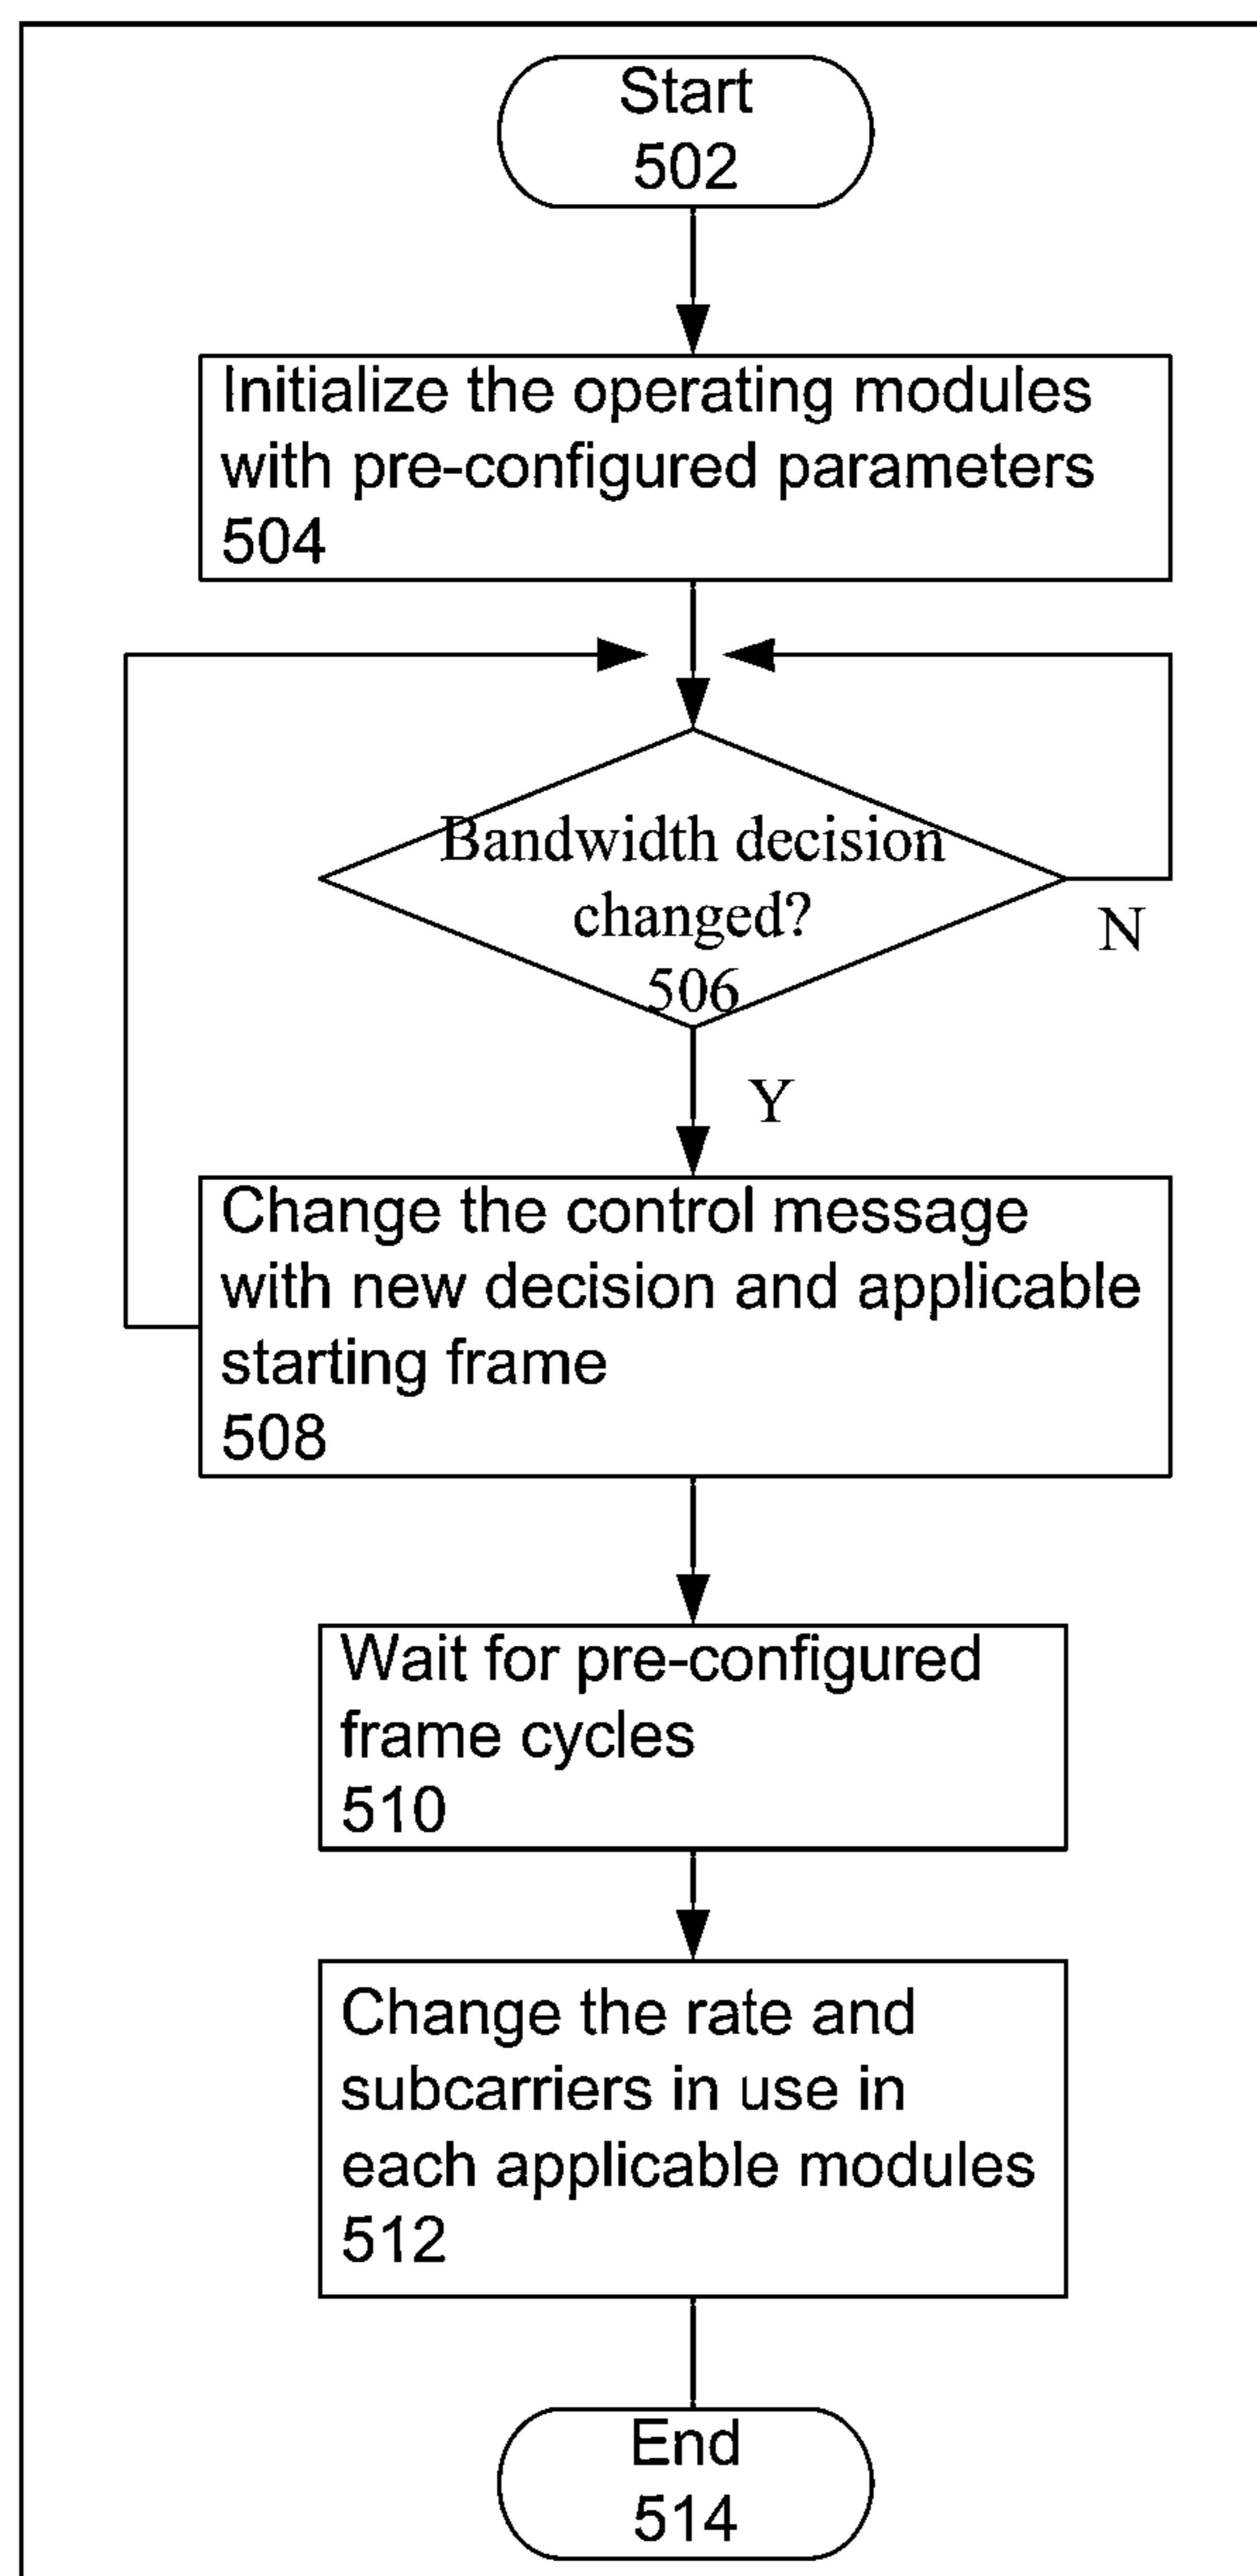 Start
502
Initialize the operating modules
with pre-configured parameters
504
Bandwidth decision
changed?
506
N
Y
Change the control message
with new decision and applicable
starting frame
508
Wait for pre-configured
frame cycles
510
Change the rate and
subcarriers in use in
each applicable modules
512
End
514